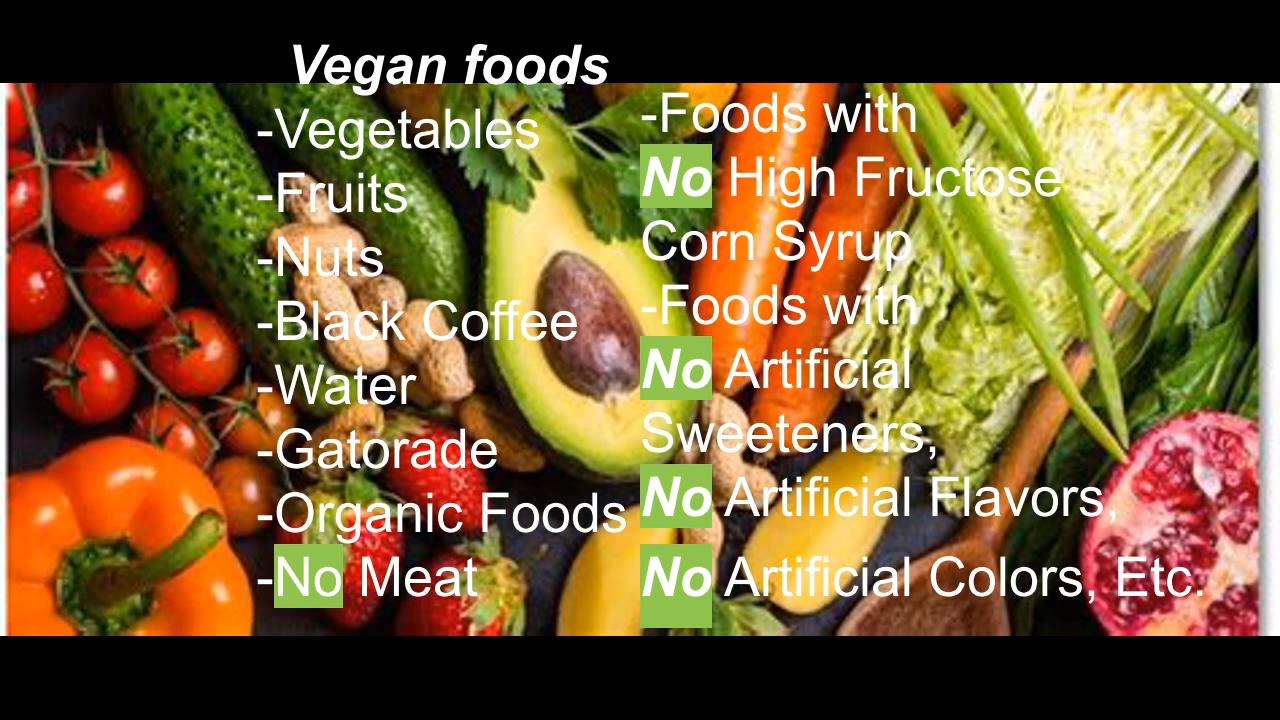 Vegan foods
-Vegetables
-Fruits
-Nuts
-Black Coffee
-Water
-Gatorade
-Organic Foods
-No Meat
-Foods with
No High Fructose
Corn Syrup
-Foods with
No Artificial
Sweeteners,
No Artificial Flavors,
No Artificial Colors, Etc.